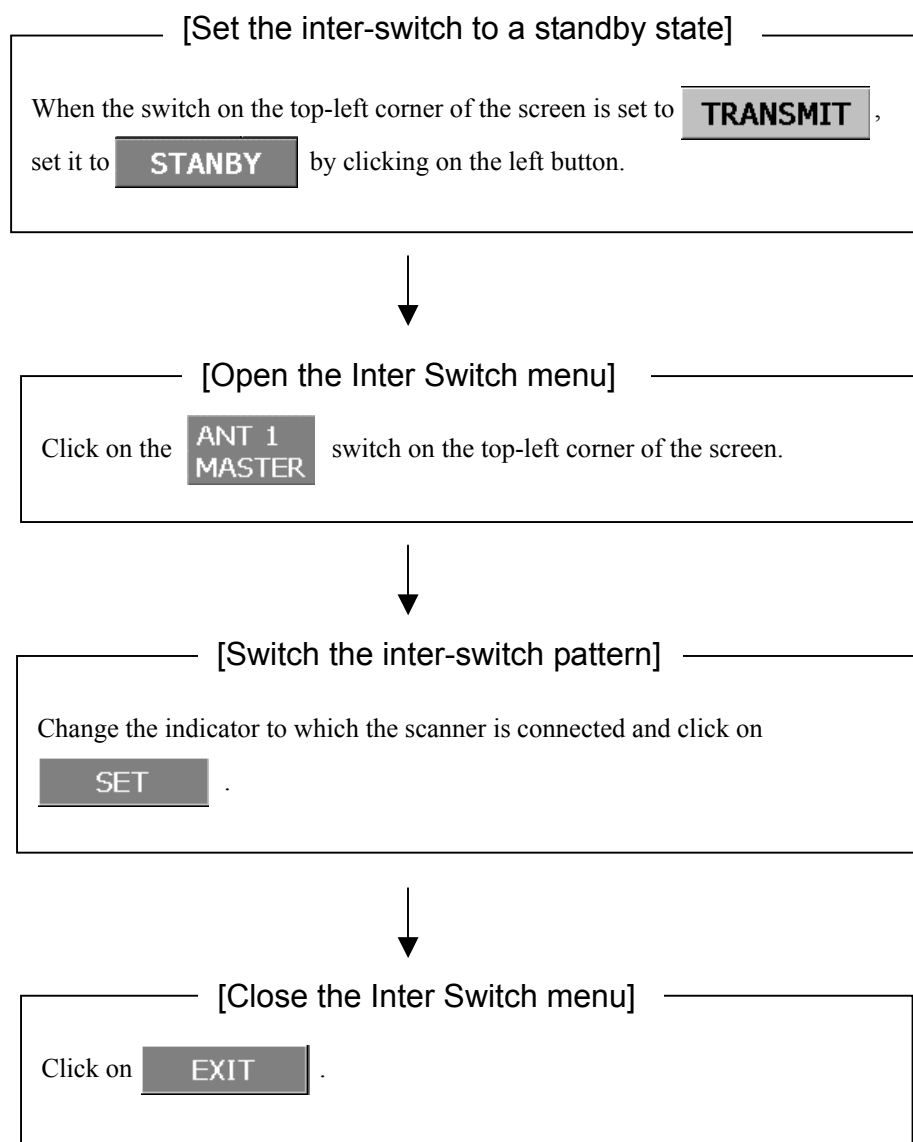 [Set the inter-switch to a standby state]
When the switch on the top-left corner of the screen is set to TRANSMIT ,
set it to STANBY by clicking on the left button.
[Open the Inter Switch menu]
Click on the ANT 1 MASTER switch on the top-left corner of the screen.
[Switch the inter-switch pattern]
Change the indicator to which the scanner is connected and click on
SET .
[Close the Inter Switch menu]
Click on EXIT .